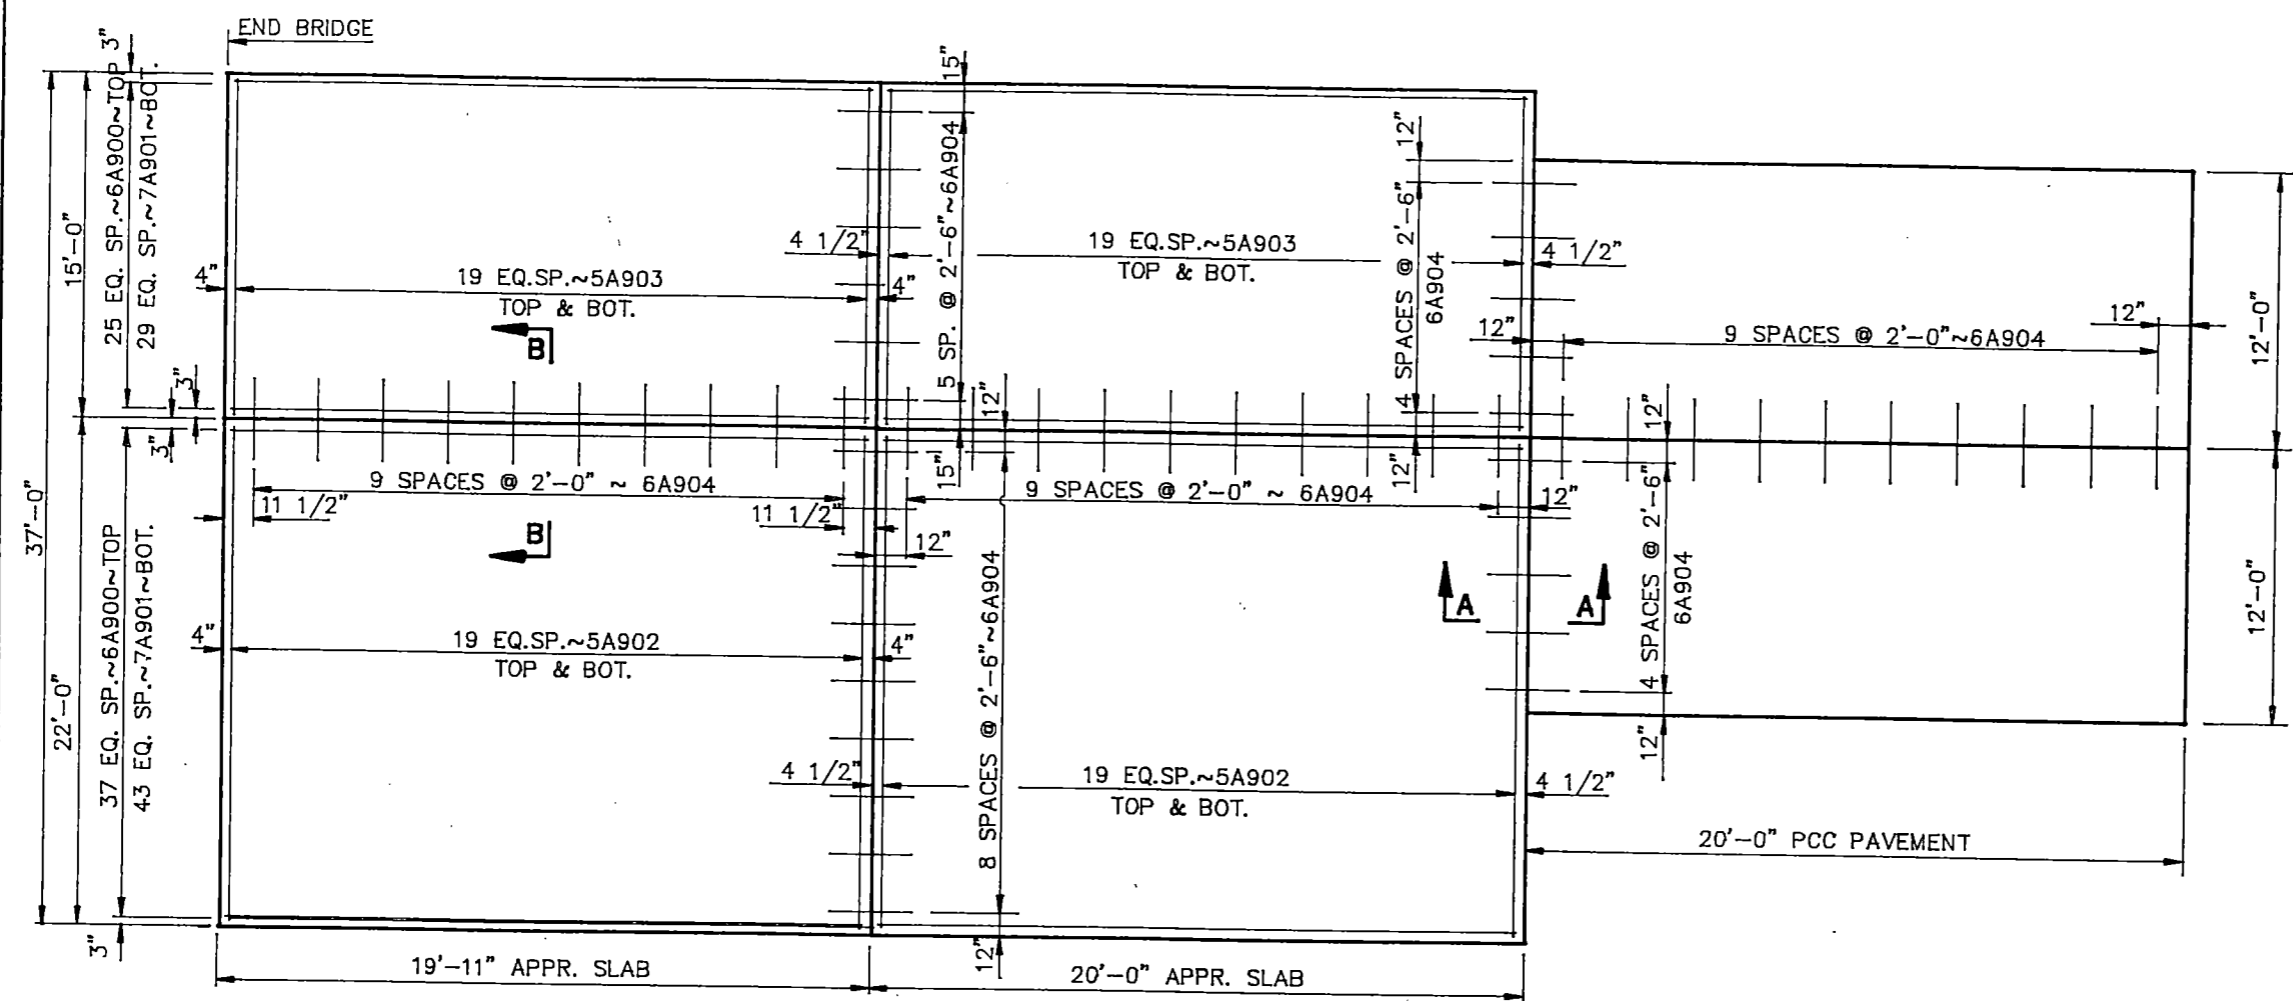 END BRIDGE
3"
25 EQ. SP.~6A900~TOP
29 EQ. SP.~7A901~BOT.
15'-0"
37'-0"
22'-0"
37 EQ. SP.~6A900~TOP
43 EQ. SP.~7A901~BOT.
3"
3"
3"
4"
19 EQ.SP.~5A903
TOP & BOT.
4 1/2"
4"
B
B
9 SPACES @ 2'-0" ~ 6A904
11 1/2"
11 1/2"
12"
4"
19 EQ.SP.~5A902
TOP & BOT.
4"
4 1/2"
19'-11" APPR. SLAB
15"
5 SP. @ 2'-6"~6A904
15"
12"
8 SPACES @ 2'-6"~6A904
12"
19 EQ.SP.~5A903
TOP & BOT.
4 1/2"
12"
4 SPACES @ 2'-6"
6A904
12"
9 SPACES @ 2'-0" ~ 6A904
12"
19 EQ.SP.~5A902
TOP & BOT.
4 1/2"
20'-0" APPR. SLAB
A
A
12"
9 SPACES @ 2'-0"~6A904
12"
12"
4 SPACES @ 2'-6"
6A904
12"
12'-0"
12'-0"
20'-0" PCC PAVEMENT